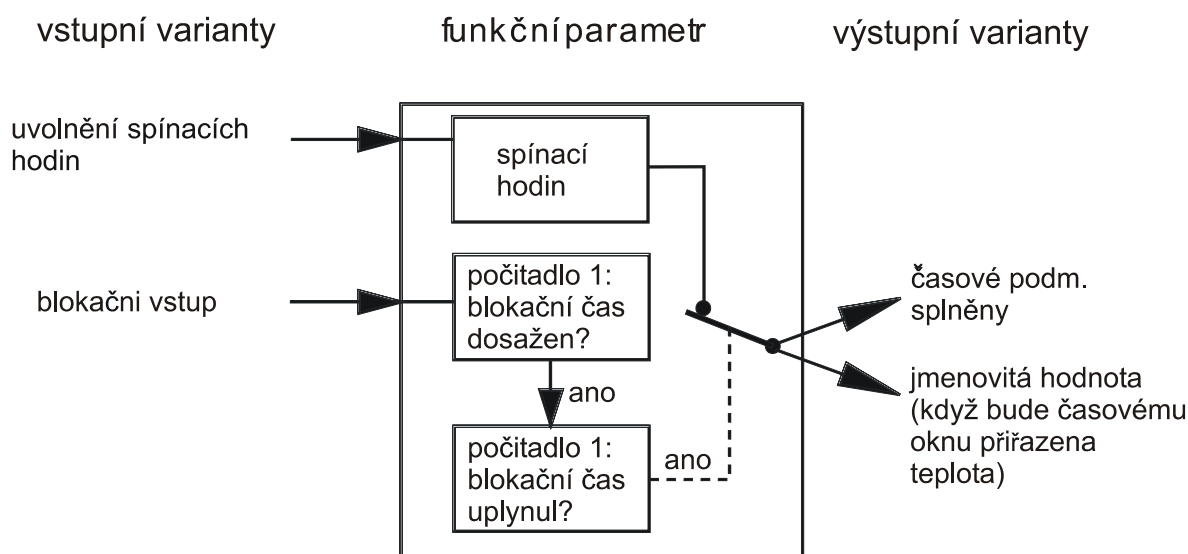 vstupní varianty
funkční parametr
výstupní varianty
uvolnění spínacích
hodin
spínací
hodin
blokačni vstup
počitadlo 1:
blokační čas
dosažen?
ano
počitadlo 1:
blokační čas
uplynul?
ano
časové podm.
splněny
jmenovitá hodnota
(když bude časovému
oknu přiřazena
teplota)